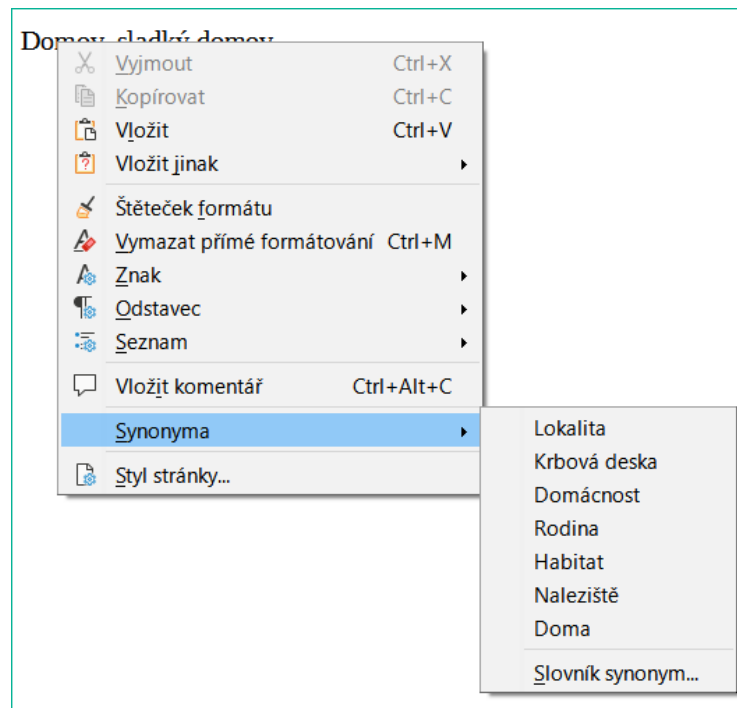 Domov, sladký domov
Vyjmout Ctrl+X
Kopírovat Ctrl+C
Vložit Ctrl+V
Vložit jinak
Štěteček formátu
Vymazat přímé formátování Ctrl+M
Znak
Odstavec
Seznam
Vložit komentář Ctrl+Alt+C
Synonyma
Styl stránky...
Lokalita
Krbová deska
Domácnost
Rodina
Habitat
Naleziště
Doma
Slovník synonym...